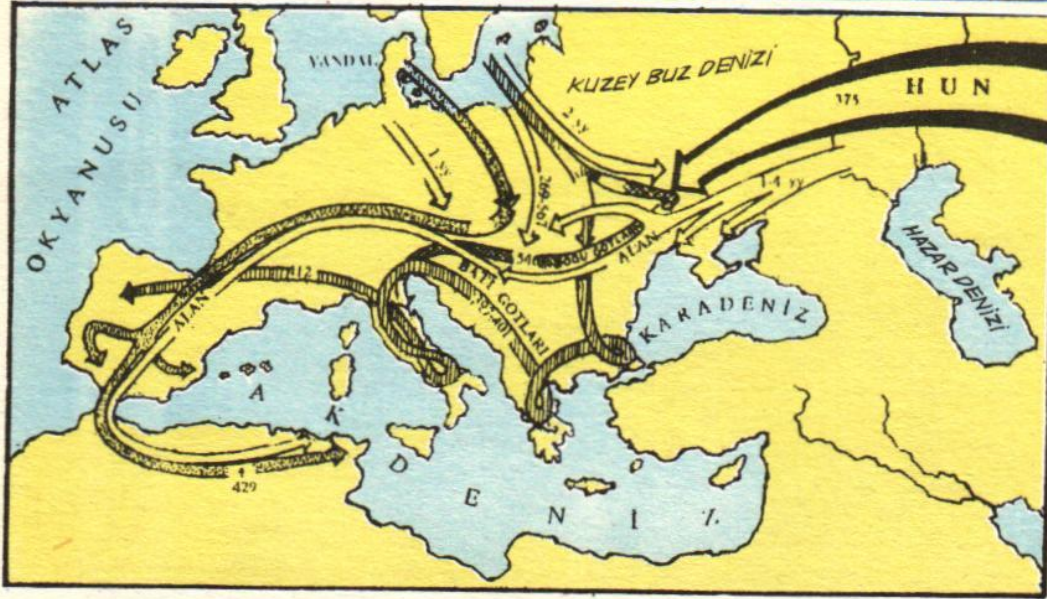 ATLAS
OKYANUSU
VANDAL
KUZEY BUZ DENİZİ
HUN
375
2 yy
1 yy
1-4 yy
ALAN
DOĞU GOTLARI
BATI GOTLARI
412
ALAN
KARADENİZ
HAZAR DENİZİ
AKDENİZ
429